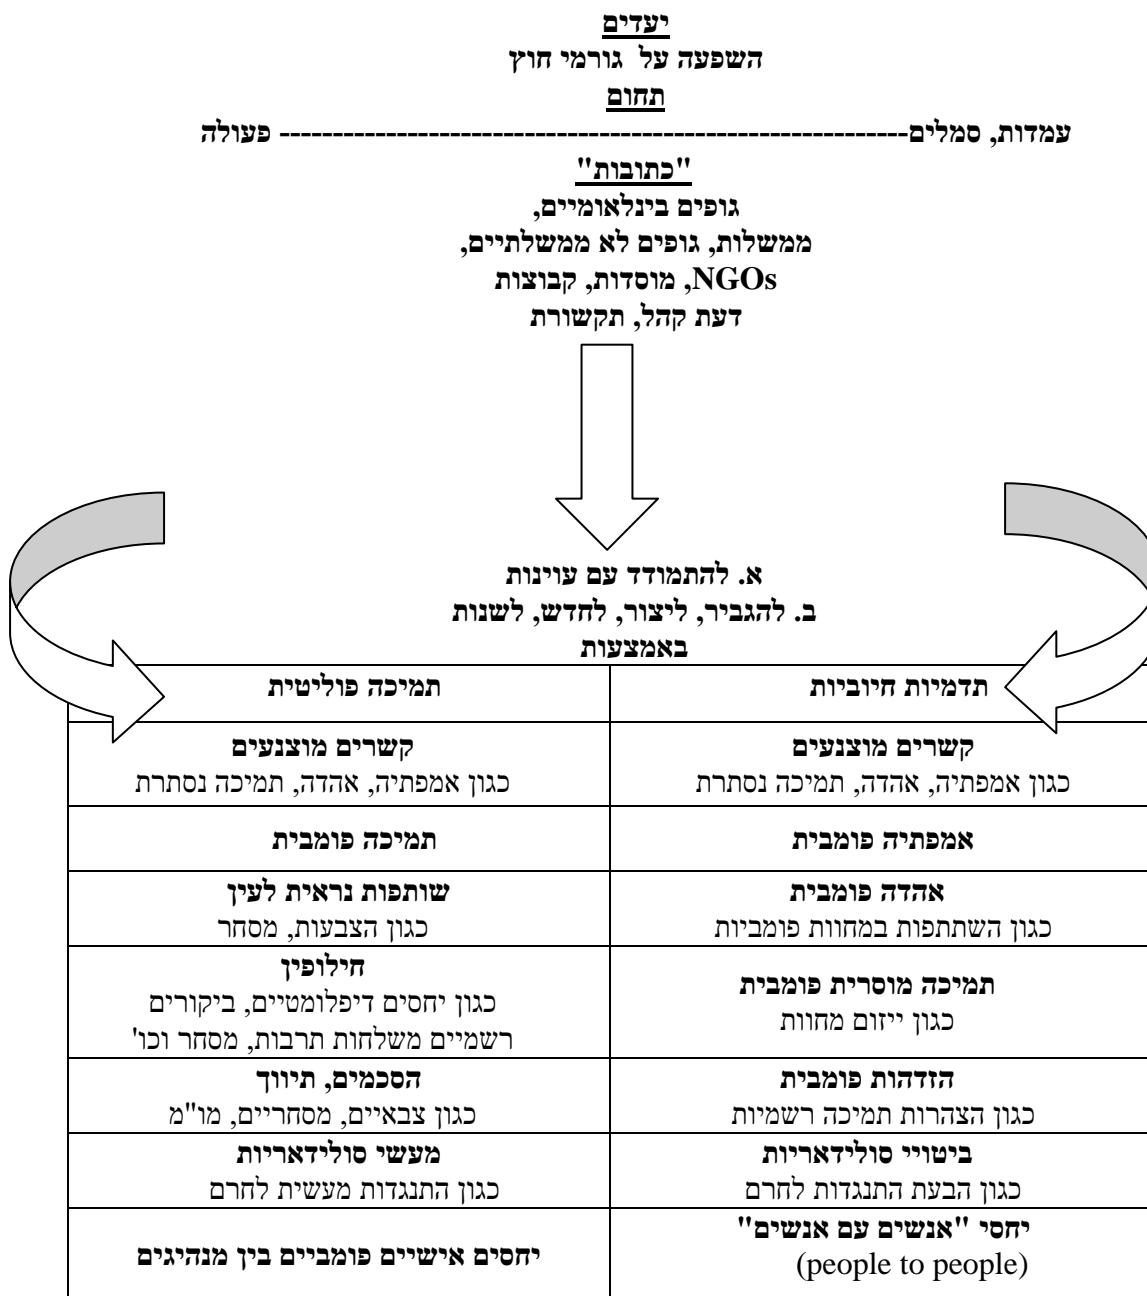 יעדים
השפעה על גורמי חוץ
תחום
עמדות, סמלים----------------------------------------------------------- פעולה
"כתובות"
גופים בינלאומיים,
ממשלות, גופים לא ממשלתיים,
NGOs, מוסדות, קבוצות
דעת קהל, תקשורת
א. להתמודד עם עוינות
ב. להגביר, ליצור, לחדש, לשנות
באמצעות
תדמיות חיוביות
תמיכה פוליטית
קשרים מוצנעים
כגון אמפתיה, אהדה, תמיכה נסתרת
קשרים מוצנעים
כגון אמפתיה, אהדה, תמיכה נסתרת
אמפתיה פומבית
תמיכה פומבית
אהדה פומבית
כגון השתתפות במחוות פומביות
שותפות נראית לעין
כגון הצבעות, מסחר
תמיכה מוסרית פומבית
כגון ייזום מחוות
חילופין
כגון יחסים דיפלומטיים, ביקורים
רשמיים משלחות תרבות, מסחר וכו'
הזדהות פומבית
כגון הצהרות תמיכה רשמיות
הסכמים, תיווך
כגון צבאיים, מסחריים, מו"מ
ביטויי סולידאריות
כגון הבעת התנגדות לחרם
מעשי סולידאריות
כגון התנגדות מעשית לחרם
יחסי "אנשים עם אנשים"
(people to people)
יחסים אישיים פומביים בין מנהיגים